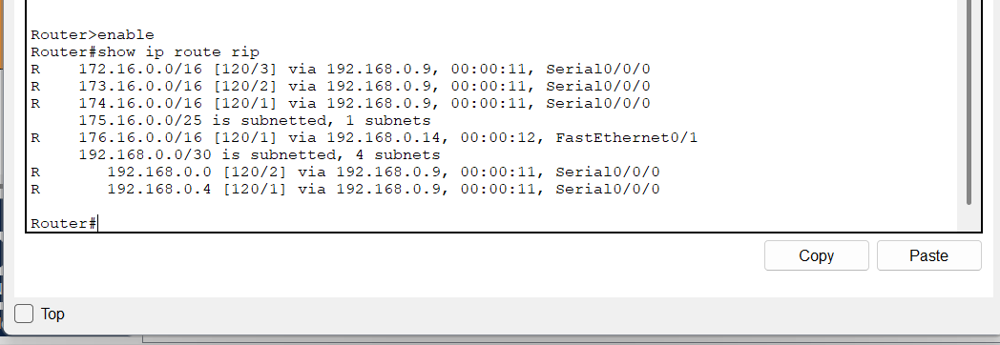 Router>enable
Router#show ip route rip
R    172.16.0.0/16 [120/3] via 192.168.0.9, 00:00:11, Serial0/0/0
R    173.16.0.0/16 [120/2] via 192.168.0.9, 00:00:11, Serial0/0/0
R    174.16.0.0/16 [120/1] via 192.168.0.9, 00:00:11, Serial0/0/0
     175.16.0.0/25 is subnetted, 1 subnets
R    176.16.0.0/16 [120/1] via 192.168.0.14, 00:00:12, FastEthernet0/1
     192.168.0.0/30 is subnetted, 4 subnets
R       192.168.0.0 [120/2] via 192.168.0.9, 00:00:11, Serial0/0/0
R       192.168.0.4 [120/1] via 192.168.0.9, 00:00:11, Serial0/0/0
Router#
Copy Paste
Top